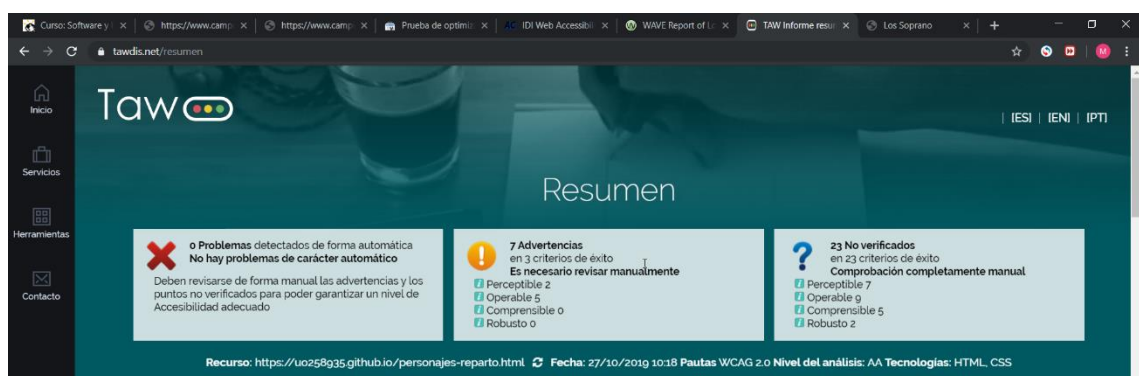 Curso: Software y
https://www.camp
https://www.camp
Prueba de optimi
IDI Web Accessibil
WAVE Report of Lo
TAW Informe resu
Los Soprano
tawdis.net/resumen
M
Inicio
Servicios
Herramientas
Contacto
Taw
| [ES] | [EN] | [PT]
Resumen
0 Problemas detectados de forma automática
No hay problemas de carácter automático
Deben revisarse de forma manual las advertencias y los
puntos no verificados para poder garantizar un nivel de
Accesibilidad adecuado
7 Advertencias
en 3 criterios de éxito
Es necesario revisar manualmente
Perceptible 2
Operable 5
Comprensible 0
Robusto 0
23 No verificados
en 23 criterios de éxito
Comprobación completamente manual
Perceptible 7
Operable 9
Comprensible 5
Robusto 2
Recurso: https://uo258935.github.io/personajes-reparto.html Fecha: 27/10/2019 10:18 Pautas WCAG 2.0 Nivel del análisis: AA Tecnologías: HTML, CSS